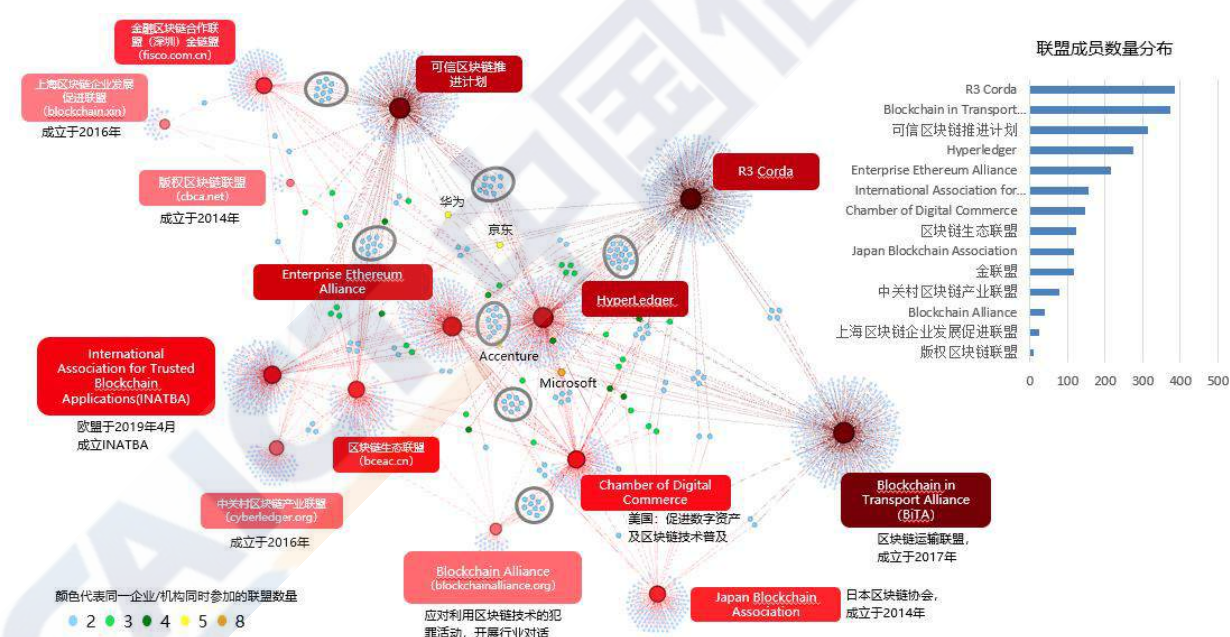 金融区块链合作联
盟（深圳）金链盟
(fisco.com.cn)
上海区块链企业发展
促进联盟
(blockchain.xin)
成立于2016年
可信区块链推
进计划
版权区块链联盟
(cbca.net)
成立于2014年
华为
京东
R3 Corda
Enterprise Ethereum
Alliance
HyperLedger
Accenture
Microsoft
International
Association for Trusted
Blockchain
Applications(INATBA)
欧盟于2019年4月
成立INATBA
区块链生态联盟
(bceac.cn)
中关村区块链产业联盟
(cyberledger.org)
成立于2016年
Chamber of Digital
Commerce
美国：促进数字资产
及区块链技术普及
Blockchain in
Transport Alliance
(BiTA)
区块链运输联盟，
成立于2017年
Blockchain Alliance
(blockchainalliance.org)
应对利用区块链技术的犯
罪活动，开展行业对话
Japan Blockchain
Association
日本区块链协会，
成立于2014年
颜色代表同一企业/机构同时参加的联盟数量
2 3 4 5 8
联盟成员数量分布
R3 Corda
Blockchain in Transport...
可信区块链推进计划
Hyperledger
Enterprise Ethereum Alliance
International Association for...
Chamber of Digital Commerce
区块链生态联盟
Japan Blockchain Association
金联盟
中关村区块链产业联盟
Blockchain Alliance
上海区块链企业发展促进联盟
版权区块链联盟
0 100 200 300 400 500